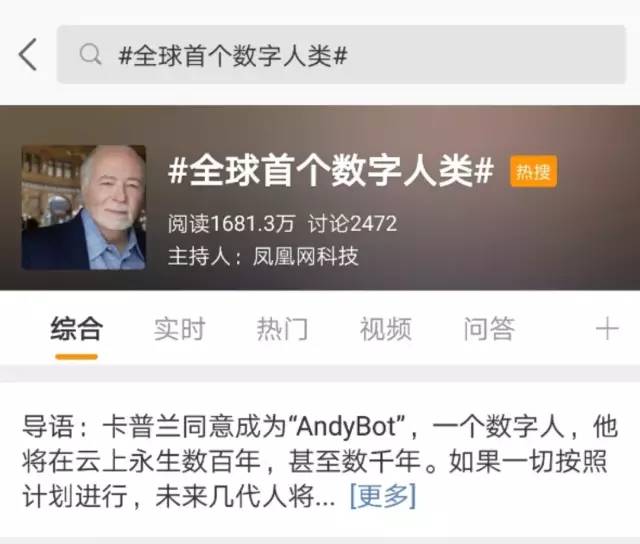 #全球首个数字人类#
#全球首个数字人类# 热搜
阅读1681.3万 讨论2472
主持人：凤凰网科技
综合 实时 热门 视频 问答
导语：卡普兰同意成为“AndyBot”，一个数字人，他
将在云上永生数百年，甚至数千年。如果一切按照
计划进行，未来几代人将... [更多]